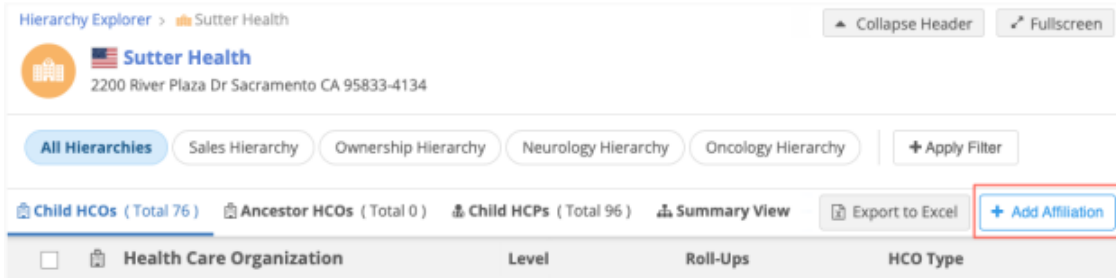 Hierarchy Explorer > Sutter Health
Collapse Header
Fullscreen
Sutter Health
2200 River Plaza Dr Sacramento CA 95833-4134
All Hierarchies
Sales Hierarchy
Ownership Hierarchy
Neurology Hierarchy
Oncology Hierarchy
+ Apply Filter
Child HCOs ( Total 76 )
Ancestor HCOs ( Total 0 )
Child HCPs ( Total 96 )
Summary View
Export to Excel
+ Add Affiliation
Health Care Organization
Level
Roll-Ups
HCO Type